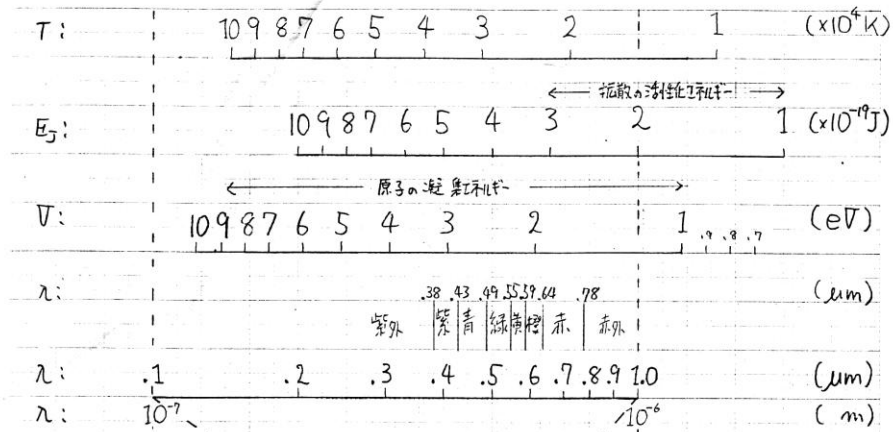 T: 10 9 8 7 6 5 4 3 2 1 (×10⁴K)
拡散の活性化エネルギー
E_J: 10 9 8 7 6 5 4 3 2 1 (×10⁻¹⁹J)
原子の凝集エネルギー
V: 10 9 8 7 6 5 4 3 2 1 .9 .8 .7 (eV)
λ: .38 .43 .49 .55 .59 .64 .78 (μm)
紫外 紫 青 緑 黄 橙 赤 赤外
λ: .1 .2 .3 .4 .5 .6 .7 .8 .9 1.0 (μm)
λ: 10⁻⁷ 10⁻⁶ (m)